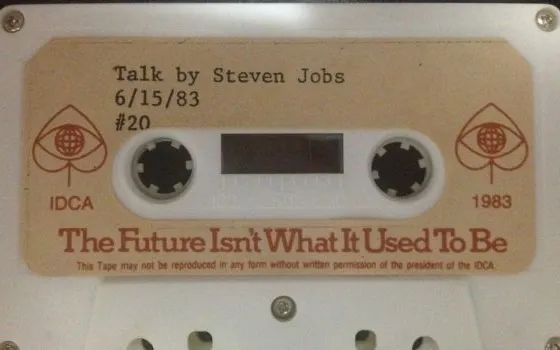 Talk by Steven Jobs
6/15/83
#20
IDCA
1983
The Future Isn't What It Used To Be
This Tape may not be reproduced in any form without written permission of the president of the IDCA.